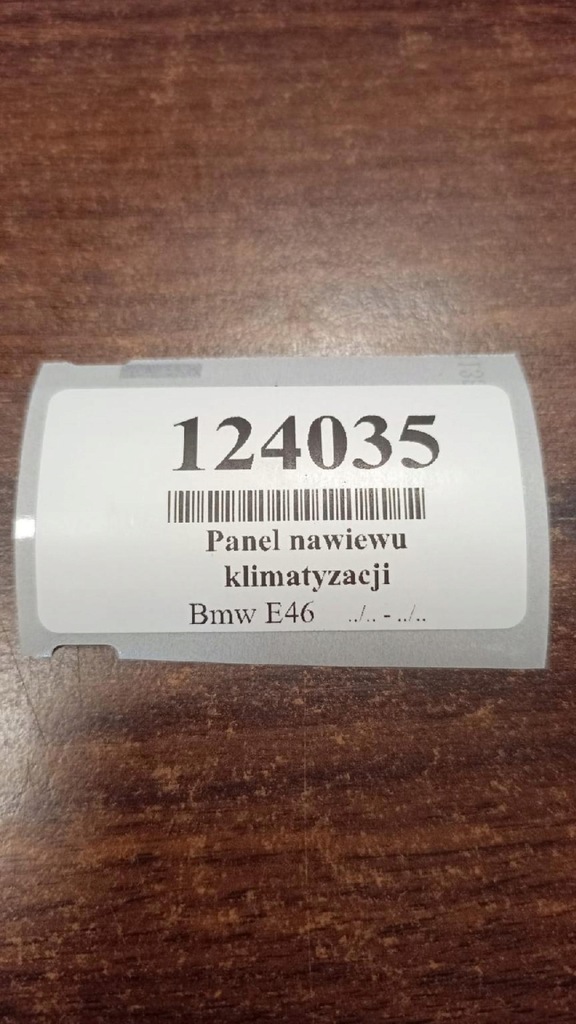 124035
Panel nawiewu
klimatyzacji
Bmw E46 ../.. - ../..